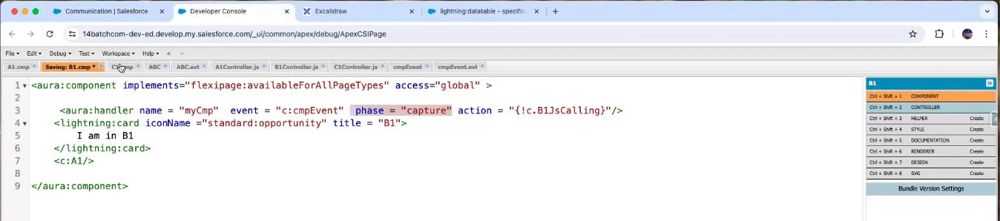 Communication | Salesforce
Developer Console
Excalidraw
lightning:datatable - specific
14batchcom-dev-ed.develop.my.salesforce.com/_ui/common/apex/debug/ApexCSIPage
File Edit Debug Test Workspace Help < >
A1.cmp Saving: B1.cmp * ABC ABC.evt A1Controller.js B1Controller.js C1Controller.js cmpEvent cmpEvent.evt
1 <aura:component implements="flexipage:availableForAllPageTypes" access="global" >
2
3 <aura:handler name = "myCmp" event = "c:cmpEvent" phase = "capture" action = "{!c.B1JsCalling}"/>
4 <lightning:card iconName ="standard:opportunity" title = "B1">
5 I am in B1
6 </lightning:card>
7 <c:A1/>
8
9 </aura:component>
B1
Ctrl + Shift + 1 COMPONENT
Ctrl + Shift + 2 CONTROLLER
Ctrl + Shift + 3 HELPER Create
Ctrl + Shift + 4 STYLE Create
Ctrl + Shift + 5 DOCUMENTATION Create
Ctrl + Shift + 6 RENDERER Create
Ctrl + Shift + 7 DESIGN Create
Ctrl + Shift + 8 SVG Create
Bundle Version Settings